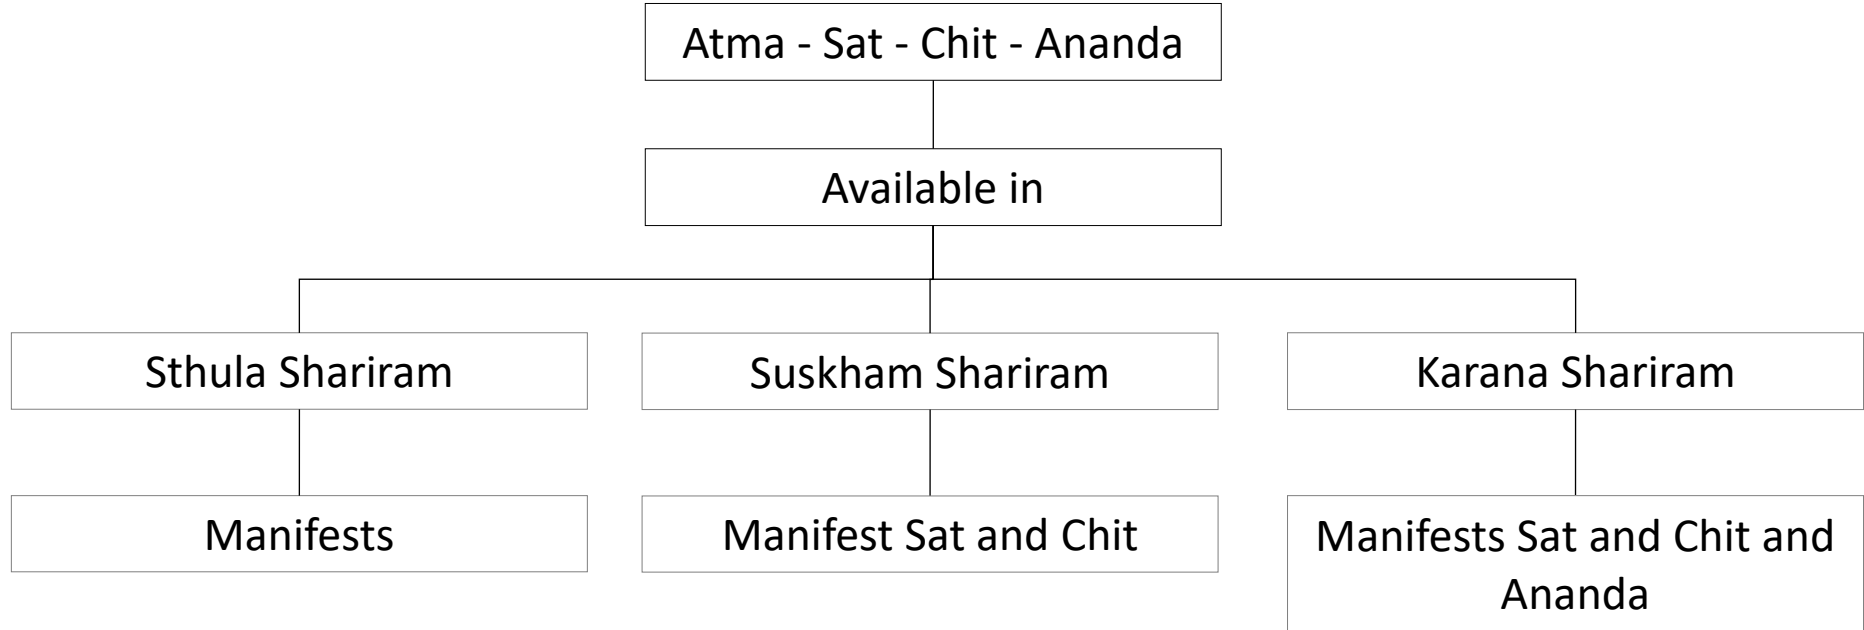 Atma - Sat - Chit - Ananda
Available in
Sthula Shariram
Suskham Shariram
Karana Shariram
Manifests
Manifest Sat and Chit
Manifests Sat and Chit and
Ananda